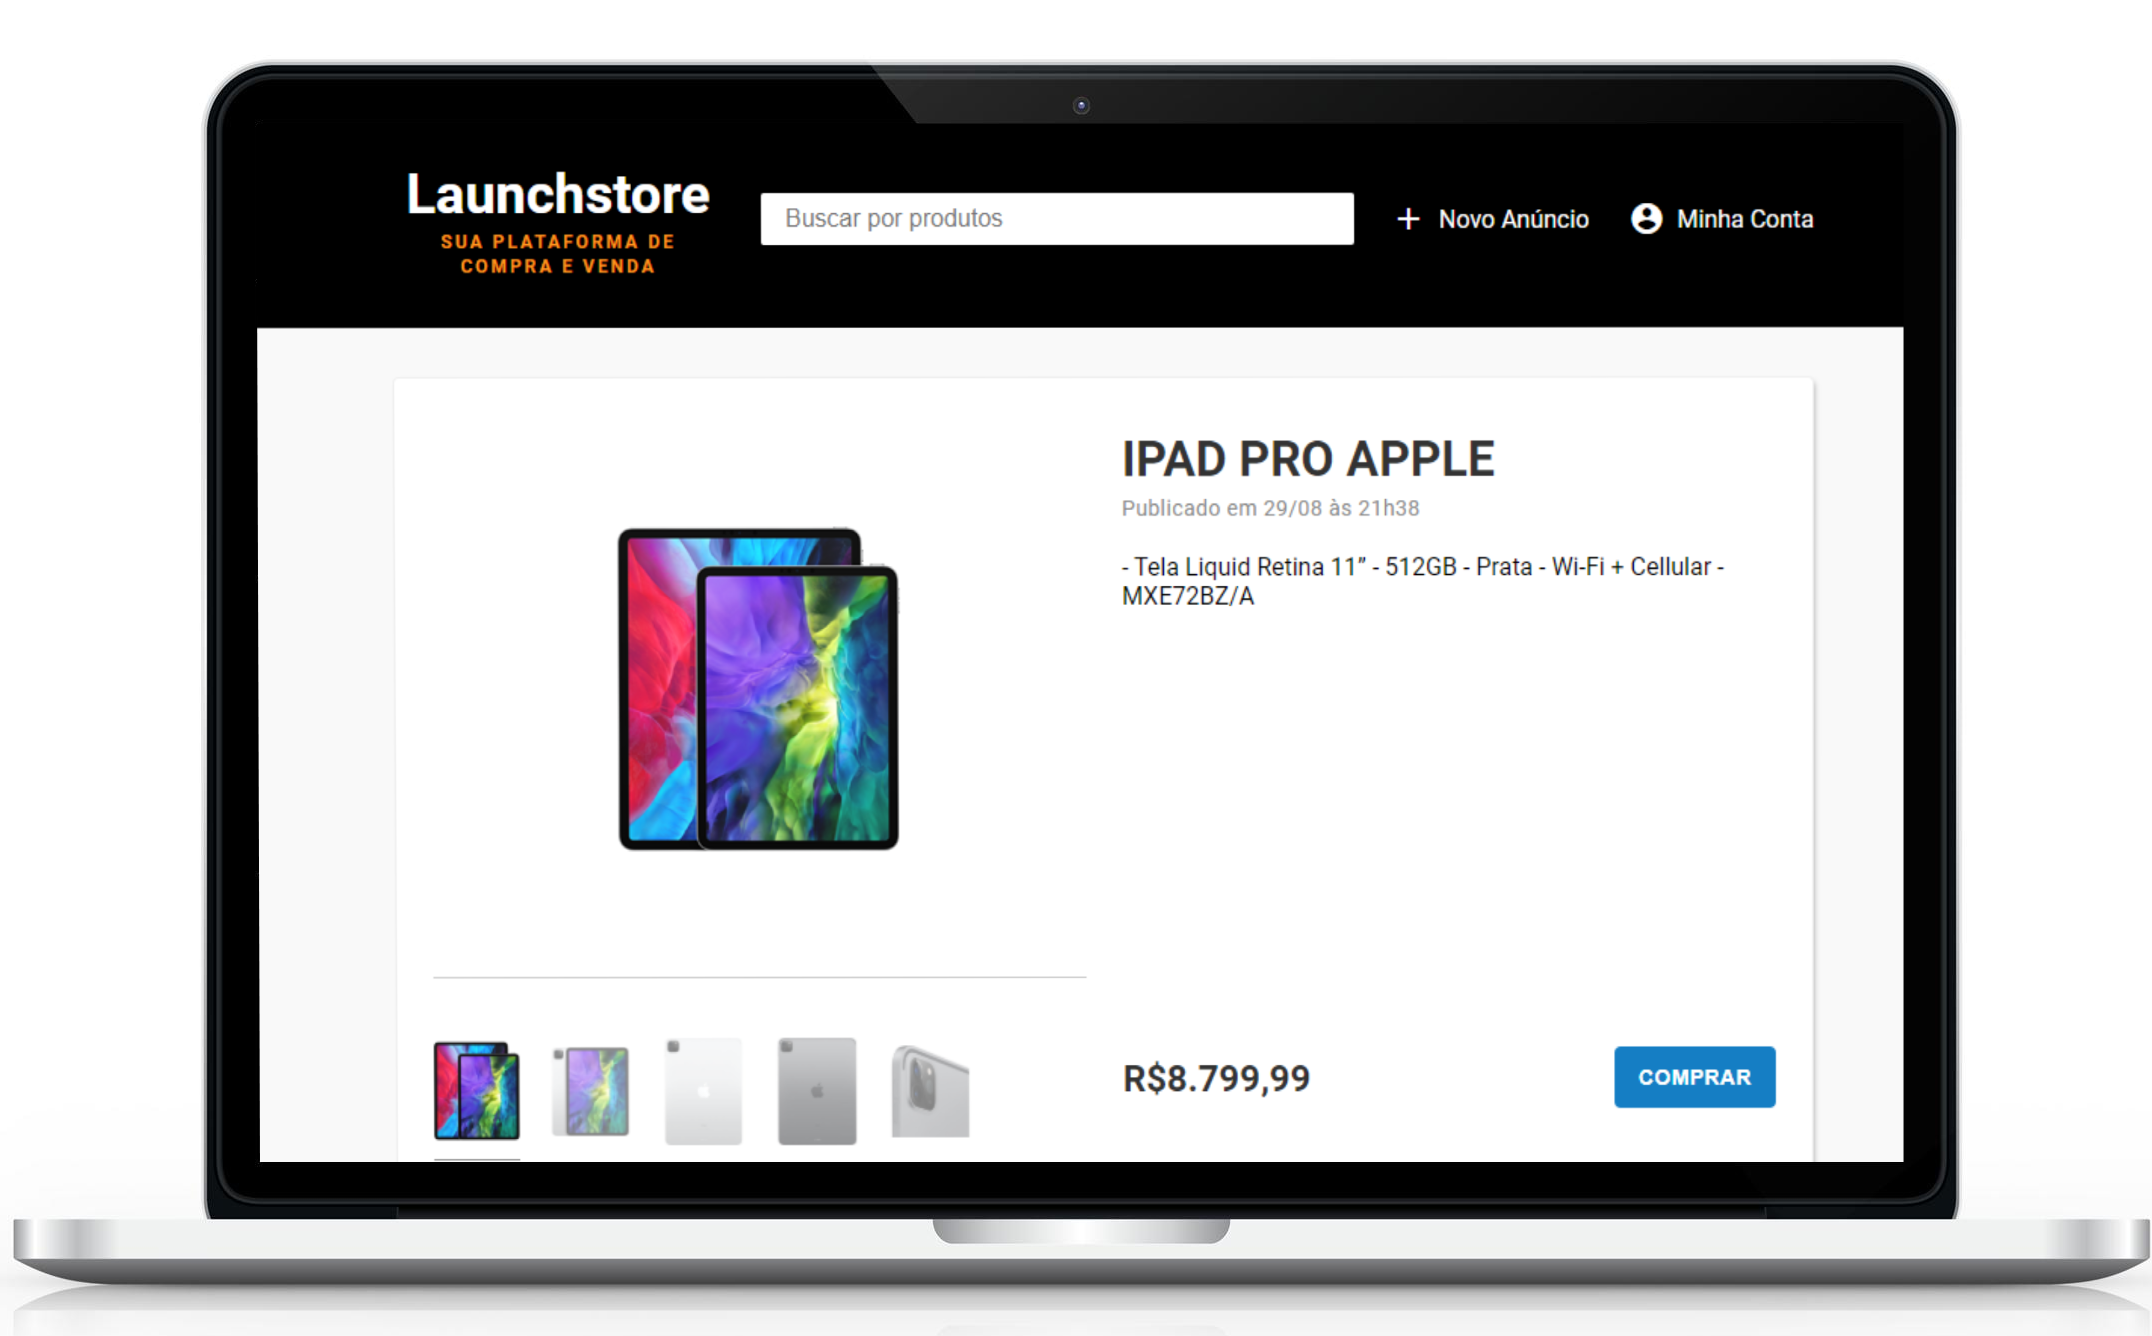 Launchstore
SUA PLATAFORMA DE
COMPRA E VENDA
Buscar por produtos
+ Novo Anúncio
Minha Conta
IPAD PRO APPLE
Publicado em 29/08 às 21h38
- Tela Liquid Retina 11” - 512GB - Prata - Wi-Fi + Cellular -
MXE72BZ/A
R$8.799,99
COMPRAR